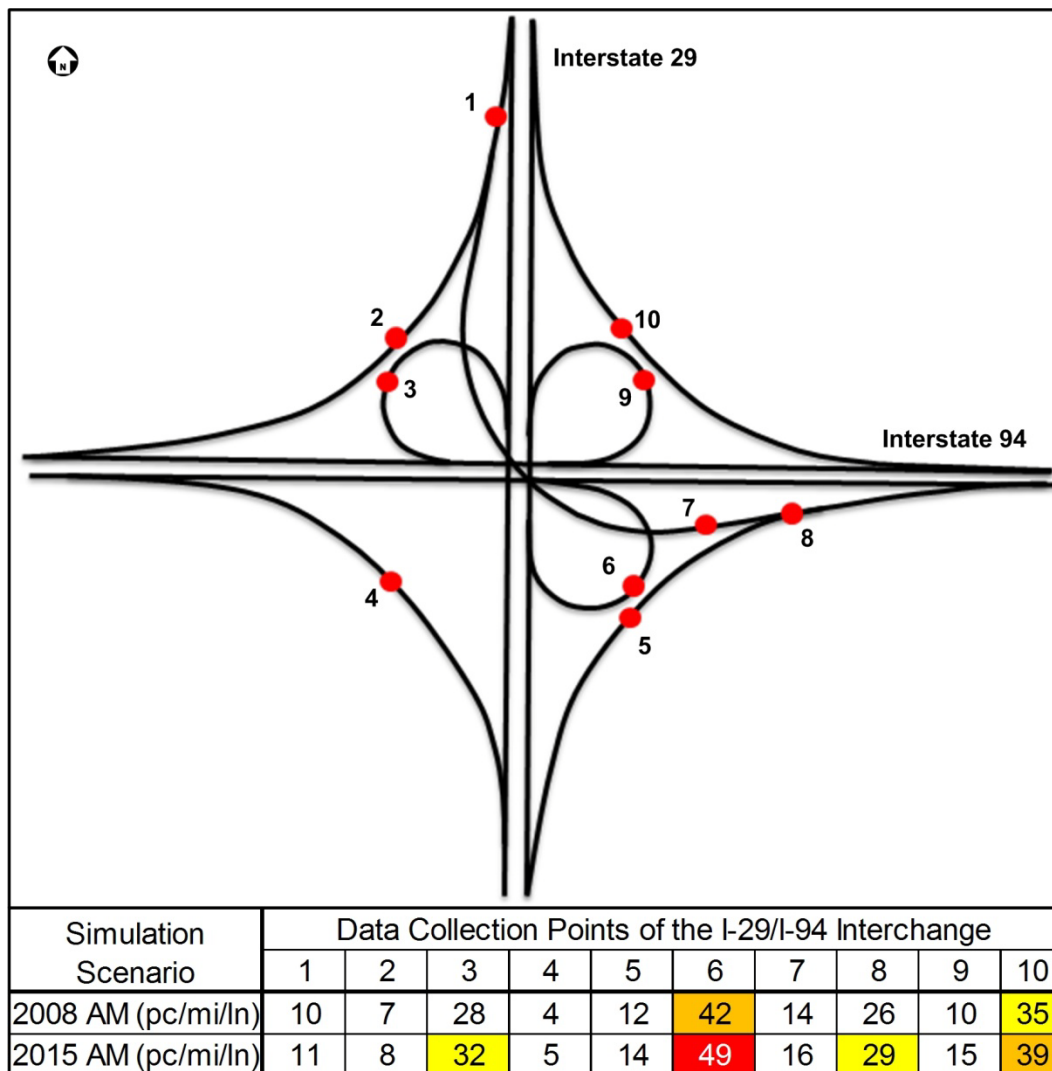 N
Interstate 29
1
2
10
3
9
Interstate 94
7
8
6
4
5
Simulation Scenario
Data Collection Points of the I-29/I-94 Interchange
1 2 3 4 5 6 7 8 9 10
2008 AM (pc/mi/ln) 10 7 28 4 12 42 14 26 10 35
2015 AM (pc/mi/ln) 11 8 32 5 14 49 16 29 15 39